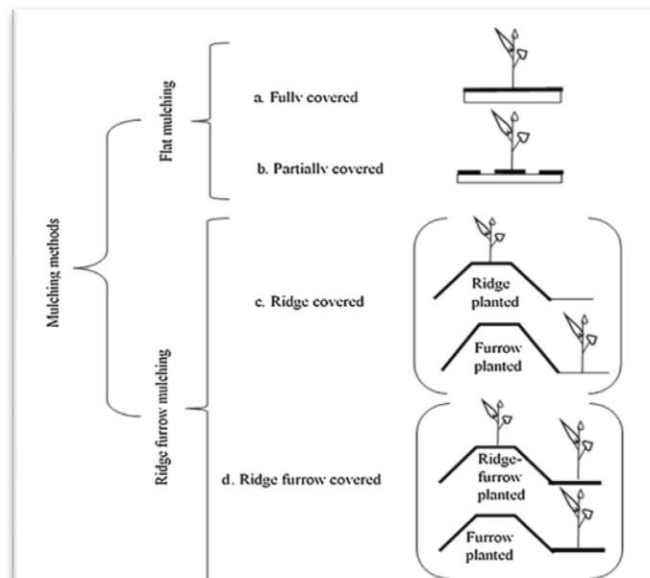 Mulching methods
Flat mulching
a. Fully covered
b. Partially covered
Ridge furrow mulching
c. Ridge covered
Ridge
planted
Furrow
planted
d. Ridge furrow covered
Ridge-
furrow
planted
Furrow
planted